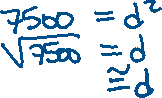 7500 = d²
√7500 = d
≅ d